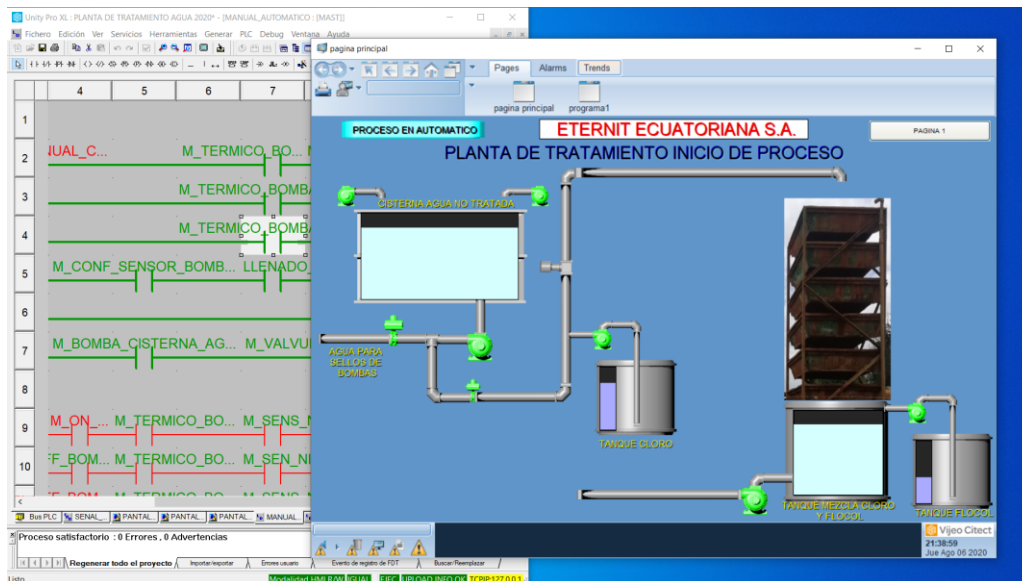 Unity Pro XL : PLANTA DE TRATAMIENTO AGUA 2020* - [MANUAL_AUTOMATICO : [MAST]]
Fichero Edición Ver Servicios Herramientas Generar PLC Debug Ventana Ayuda
4 5 6 7
1
2 M_TERMICO_BO...
3 M_TERMICO_BOMBA
4 M_TERMICO_BOMBA
5 M_CONF_SENSOR_BOMB... LLENADO_
6
7 M_BOMBA_CISTERNA_AG... M_VALVU
8
9 M_ON_... M_TERMICO_BO... M_SENS_N
10 FF_BOM... M_TERMICO_BO... M_SEN_NI
Bus PLC SENAL_... PANTAL... PANTAL... PANTAL... MANUAL...
Proceso satisfactorio : 0 Errores , 0 Advertencias
Regenerar todo el proyecto Importar/exportar Errores usuario Evento de registro de FDT Buscar/Reemplazar
Listo Modalidad HMI R/W IGUAL EJEC UPLOAD INFO OK TCPIP:127.0.0.1
pagina principal
Pages Alarms Trends
pagina principal programa1
PROCESO EN AUTOMATICO
ETERNIT ECUATORIANA S.A.
PAGINA 1
PLANTA DE TRATAMIENTO INICIO DE PROCESO
CISTERNA AGUA NO TRATADA
AGUA PARA
SELLOS DE
BOMBAS
TANQUE CLORO
TANQUE MEZCLA CLORO
Y FLOCOL
TANQUE FLOCOL
Vijeo Citect
21:38:59
Jue Ago 06 2020